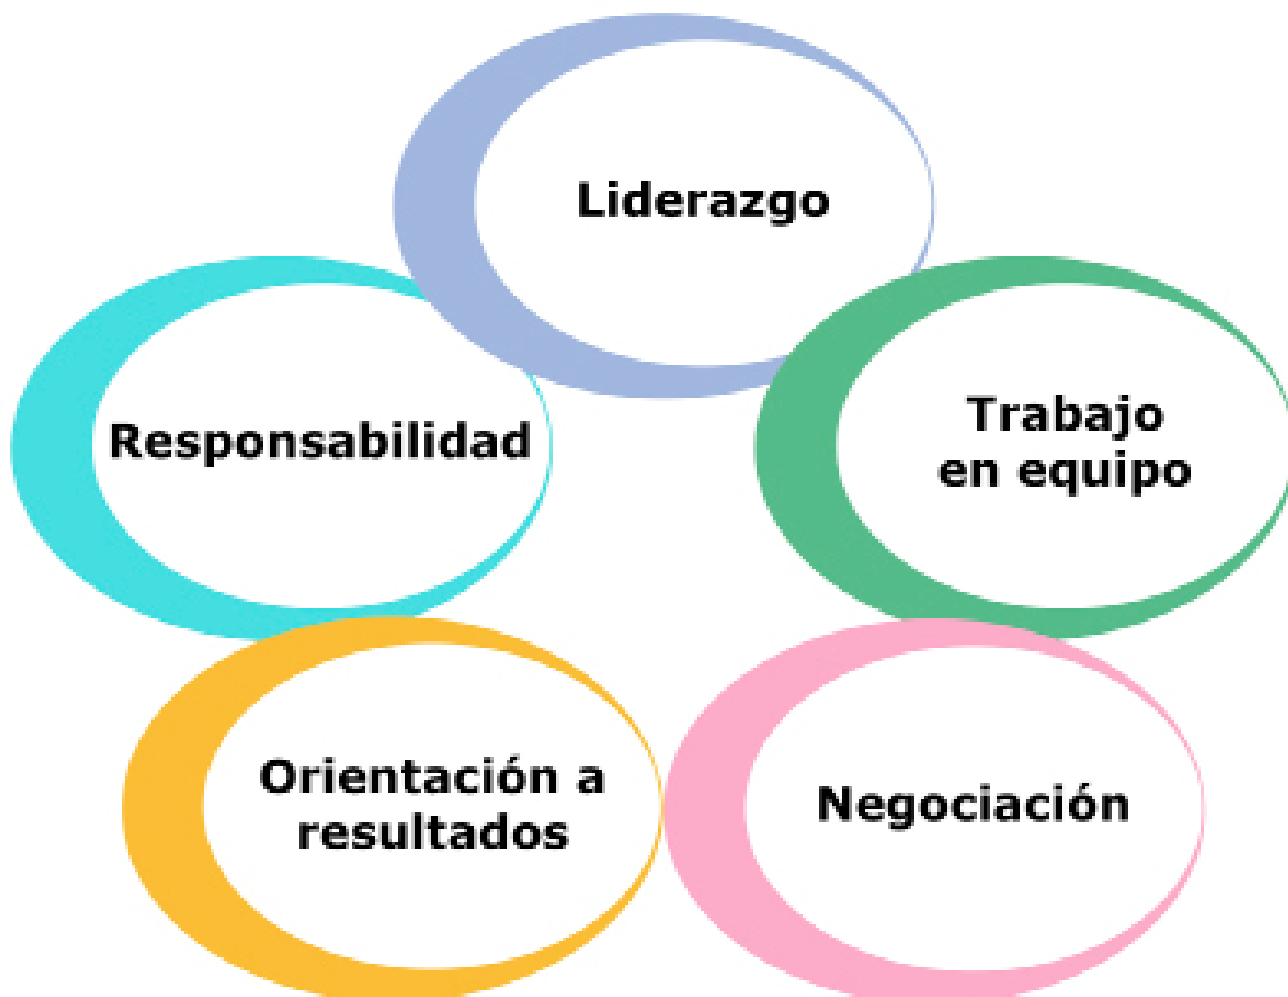 Liderazgo
Responsabilidad
Trabajo
en equipo
Orientación a
resultados
Negociación